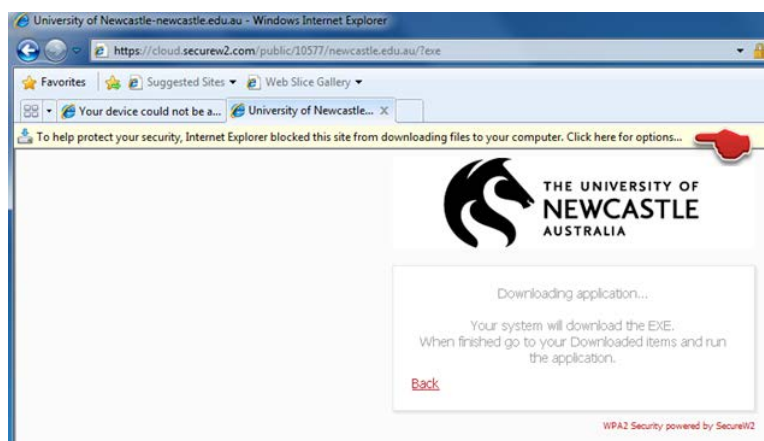 University of Newcastle-newcastle.edu.au - Windows Internet Explorer
https://cloud.securew2.com/public/10577/newcastle.edu.au/?exe
Favorites Suggested Sites Web Slice Gallery
Your device could not be a... University of Newcastle... X
To help protect your security, Internet Explorer blocked this site from downloading files to your computer. Click here for options...
THE UNIVERSITY OF
NEWCASTLE
AUSTRALIA
Downloading application...
Your system will download the EXE.
When finished go to your Downloaded items and run
the application.
Back
WPA2 Security powered by SecureW2